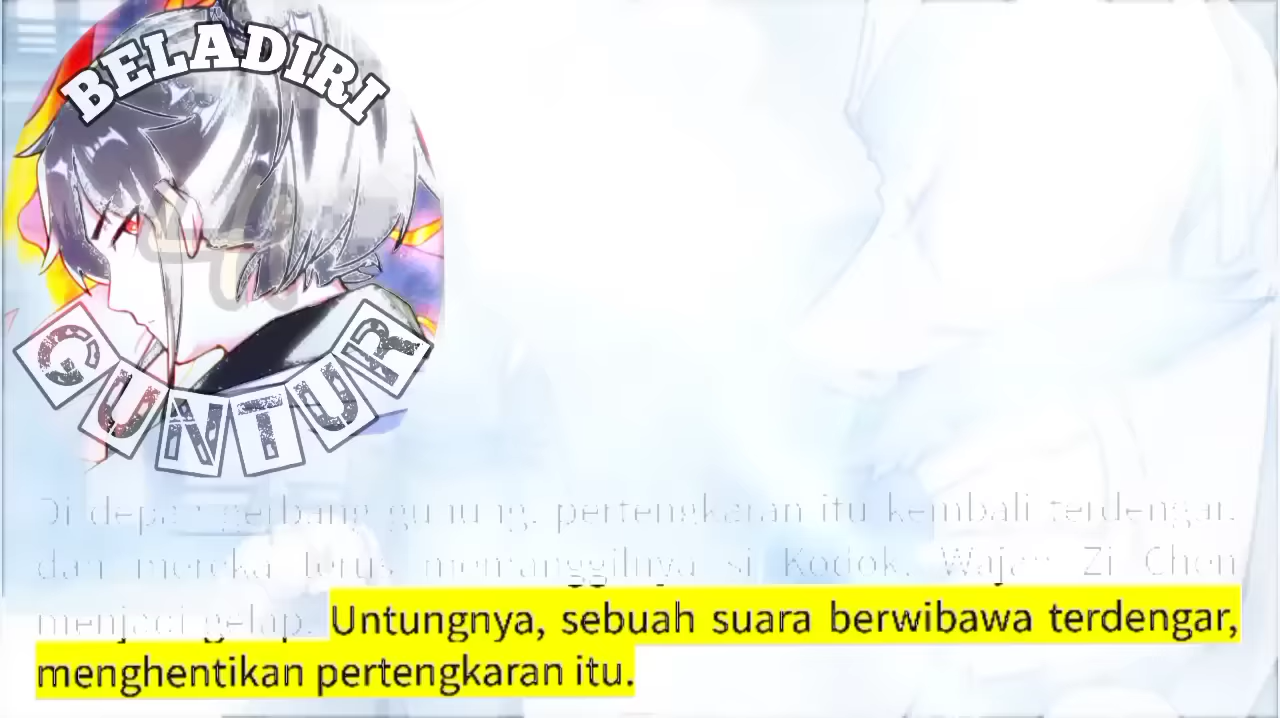 BELADIRI
GUNTUR
Di depan gerbang gunung, pertengkaran itu kembali terdengar,
dan mereka terus memanggilnya si Kodok. Wajah Zi Chen
menjadi gelap. Untungnya, sebuah suara berwibawa terdengar,
menghentikan pertengkaran itu.